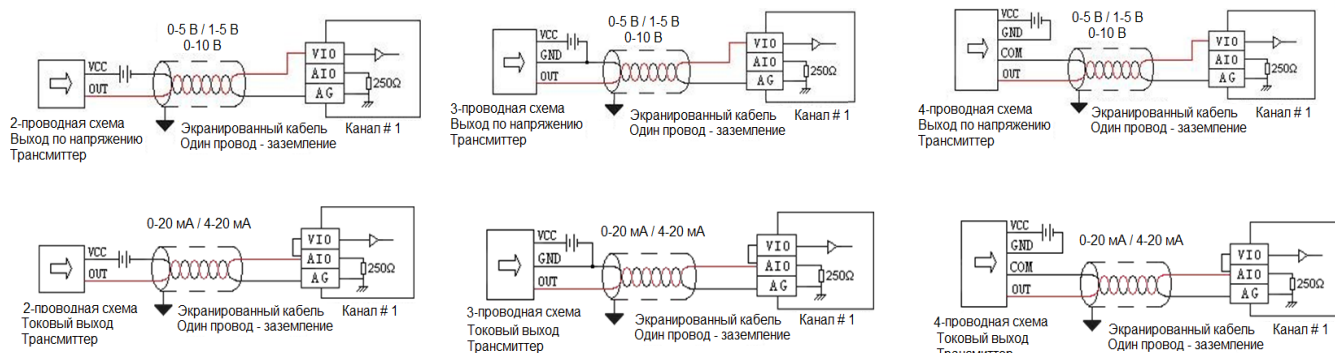 0-5 В / 1-5 В
0-10 В
VCC
OUT
VIO
AIO
AG
250Ω
2-проводная схема
Выход по напряжению
Трансмиттер
Экранированный кабель
Один провод - заземление
Канал # 1
0-5 В / 1-5 В
0-10 В
VCC
GND
OUT
VIO
AIO
AG
250Ω
3-проводная схема
Выход по напряжению
Трансмиттер
Экранированный кабель
Один провод - заземление
Канал # 1
0-5 В / 1-5 В
0-10 В
VCC
GND
COM
OUT
VIO
AIO
AG
250Ω
4-проводная схема
Выход по напряжению
Трансмиттер
Экранированный кабель
Один провод - заземление
Канал # 1
0-20 мА / 4-20 мА
VCC
OUT
VIO
AIO
AG
250Ω
2-проводная схема
Токовый выход
Трансмиттер
Экранированный кабель
Один провод - заземление
Канал # 1
0-20 мА / 4-20 мА
VCC
GND
OUT
VIO
AIO
AG
250Ω
3-проводная схема
Токовый выход
Трансмиттер
Экранированный кабель
Один провод - заземление
Канал # 1
0-20 мА / 4-20 мА
VCC
GND
COM
OUT
VIO
AIO
AG
250Ω
4-проводная схема
Токовый выход
Трансмиттер
Экранированный кабель
Один провод - заземление
Канал # 1